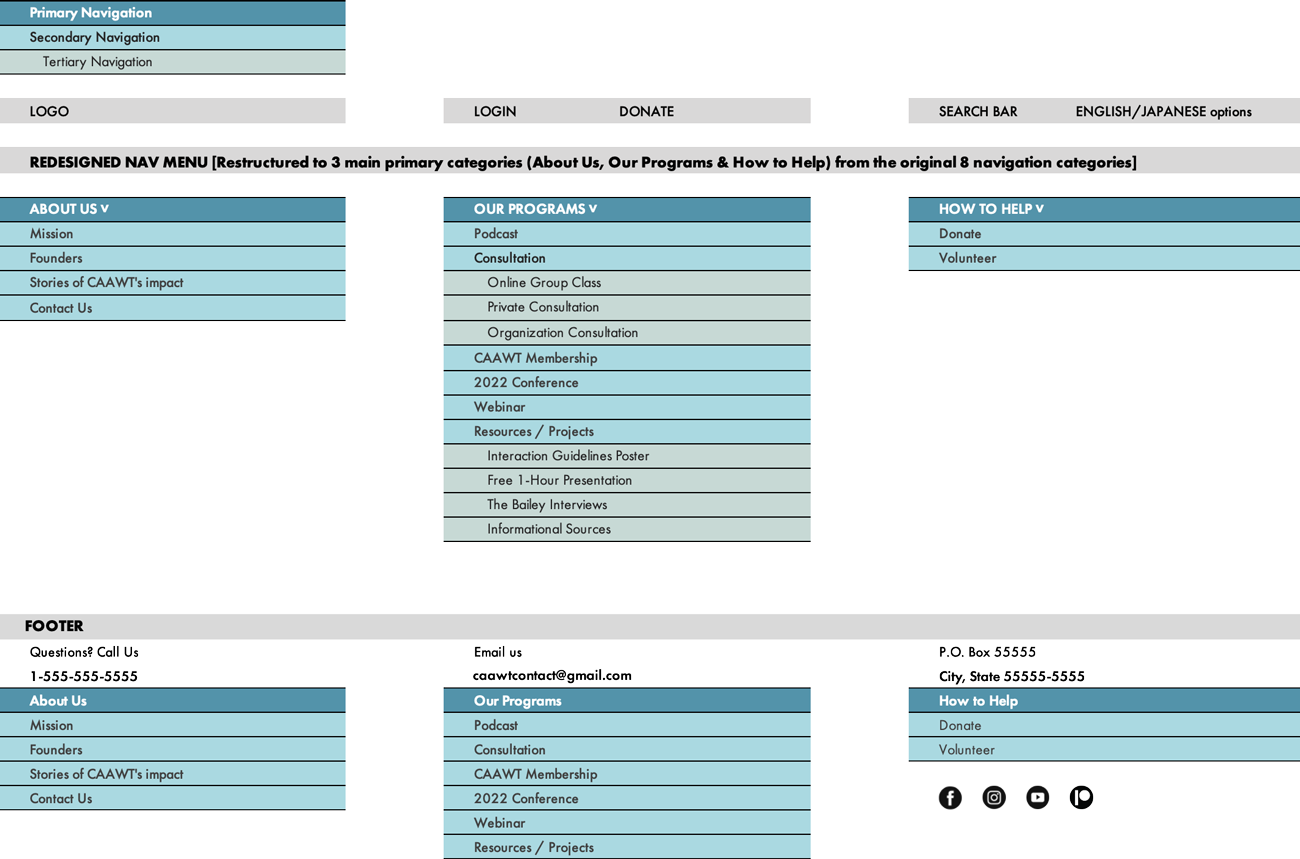 Primary Navigation
Secondary Navigation
Tertiary Navigation
LOGO
LOGIN DONATE
SEARCH BAR ENGLISH/JAPANESE options
REDESIGNED NAV MENU [Restructured to 3 main primary categories (About Us, Our Programs & How to Help) from the original 8 navigation categories]
ABOUT US v
Mission
Founders
Stories of CAAWT's impact
Contact Us
OUR PROGRAMS v
Podcast
Consultation
Online Group Class
Private Consultation
Organization Consultation
CAAWT Membership
2022 Conference
Webinar
Resources / Projects
Interaction Guidelines Poster
Free 1-Hour Presentation
The Bailey Interviews
Informational Sources
HOW TO HELP v
Donate
Volunteer
FOOTER
Questions? Call Us
1-555-555-5555
About Us
Mission
Founders
Stories of CAAWT's impact
Contact Us
Email us
caawtcontact@gmail.com
Our Programs
Podcast
Consultation
CAAWT Membership
2022 Conference
Webinar
Resources / Projects
P.O. Box 55555
City, State 55555-5555
How to Help
Donate
Volunteer